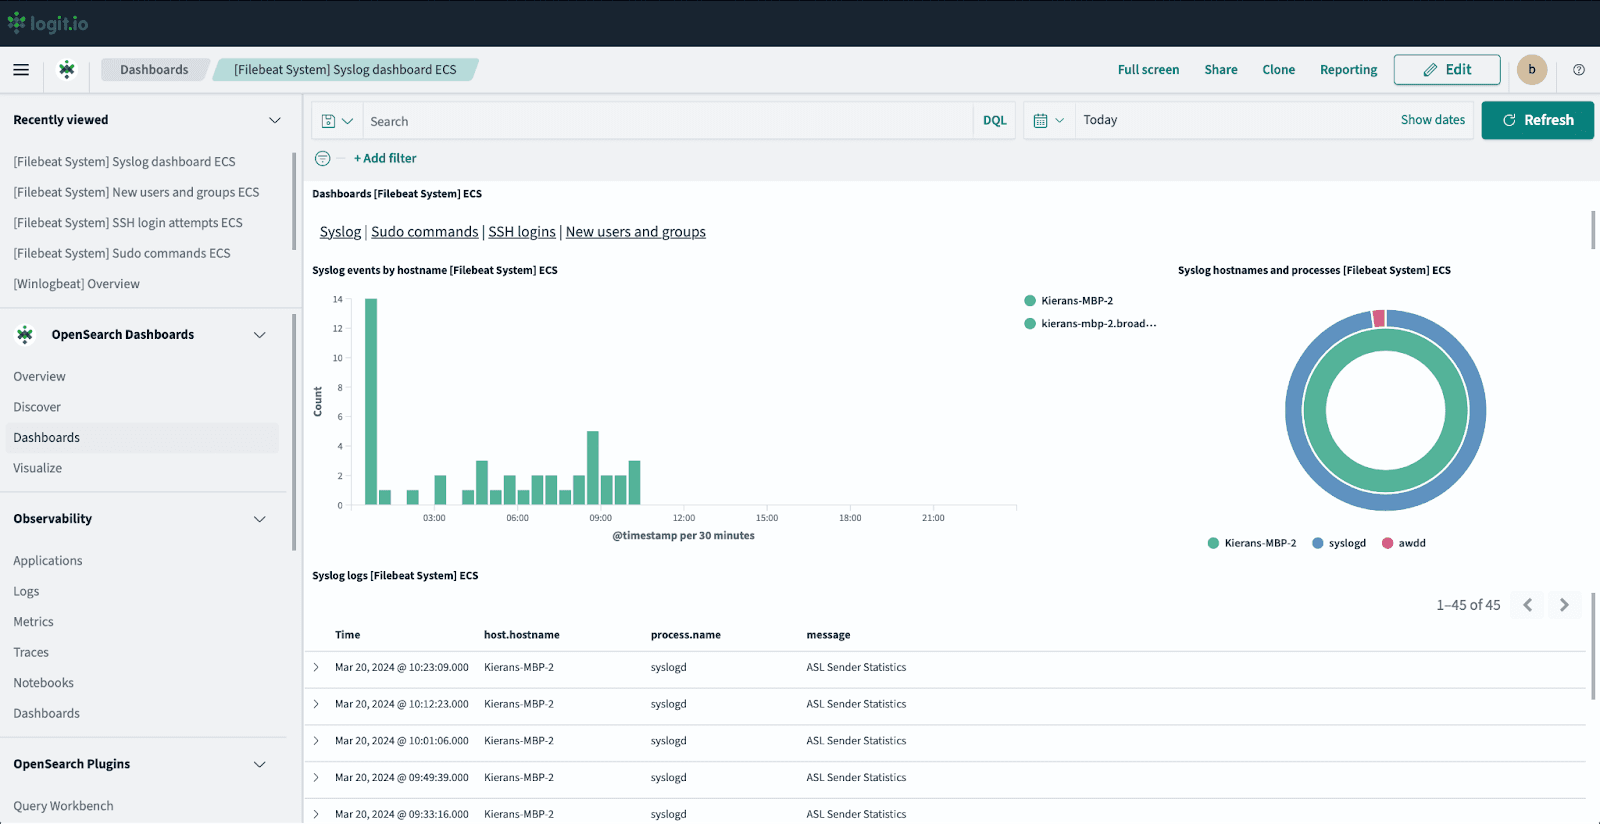 logit.io
Dashboards
[Filebeat System] Syslog dashboard ECS
Full screen
Share
Clone
Reporting
Edit
b
Recently viewed
[Filebeat System] Syslog dashboard ECS
[Filebeat System] New users and groups ECS
[Filebeat System] SSH login attempts ECS
[Filebeat System] Sudo commands ECS
[Winlogbeat] Overview
OpenSearch Dashboards
Overview
Discover
Dashboards
Visualize
Observability
Applications
Logs
Metrics
Traces
Notebooks
Dashboards
OpenSearch Plugins
Query Workbench
Search
DQL
Today
Show dates
Refresh
+ Add filter
Dashboards [Filebeat System] ECS
Syslog | Sudo commands | SSH logins | New users and groups
Syslog events by hostname [Filebeat System] ECS
14
12
10
8
6
4
2
0
Count
03:00 06:00 09:00 12:00 15:00 18:00 21:00
@timestamp per 30 minutes
Kierans-MBP-2
kierans-mbp-2.broad...
Syslog hostnames and processes [Filebeat System] ECS
Kierans-MBP-2 syslogd awdd
Syslog logs [Filebeat System] ECS
1–45 of 45
Time host.hostname process.name message
Mar 20, 2024 @ 10:23:09.000 Kierans-MBP-2 syslogd ASL Sender Statistics
Mar 20, 2024 @ 10:12:23.000 Kierans-MBP-2 syslogd ASL Sender Statistics
Mar 20, 2024 @ 10:01:06.000 Kierans-MBP-2 syslogd ASL Sender Statistics
Mar 20, 2024 @ 09:49:39.000 Kierans-MBP-2 syslogd ASL Sender Statistics
Mar 20, 2024 @ 09:33:16.000 Kierans-MBP-2 syslogd ASL Sender Statistics